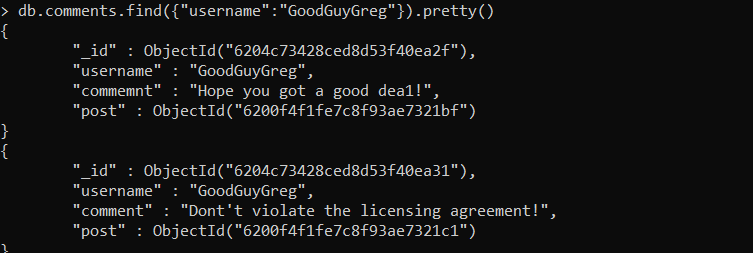 > db.comments.find({"username":"GoodGuyGreg"}).pretty()
{
"_id" : ObjectId("6204c73428ced8d53f40ea2f"),
"username" : "GoodGuyGreg",
"commemnt" : "Hope you got a good dea1!",
"post" : ObjectId("6200f4f1fe7c8f93ae7321bf")
}
{
"_id" : ObjectId("6204c73428ced8d53f40ea31"),
"username" : "GoodGuyGreg",
"comment" : "Dont't violate the licensing agreement!",
"post" : ObjectId("6200f4f1fe7c8f93ae7321c1")
}